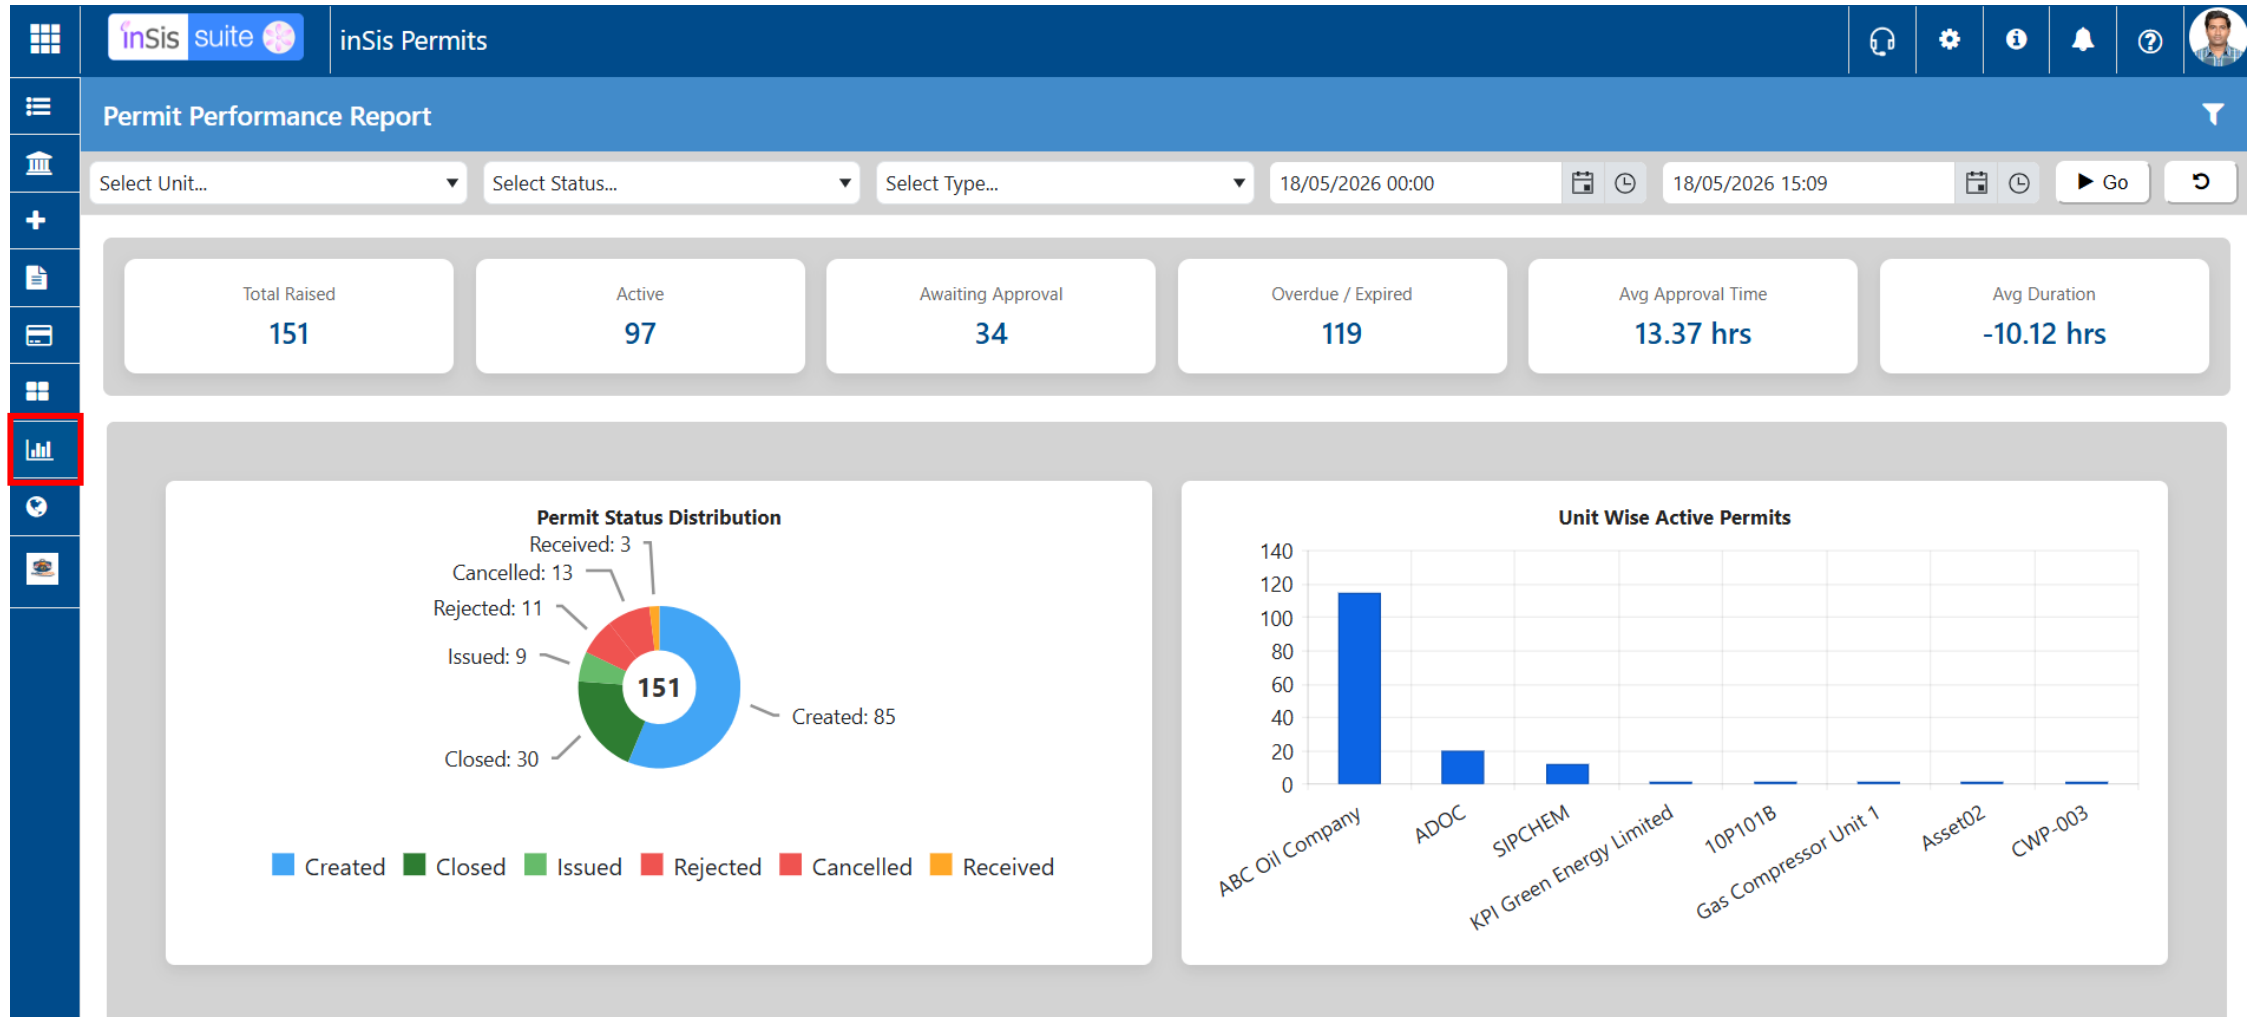 inSis suite
inSis Permits
Permit Performance Report
Select Unit...
Select Status...
Select Type...
18/05/2026 00:00
18/05/2026 15:09
Go
Total Raised
151
Active
97
Awaiting Approval
34
Overdue / Expired
119
Avg Approval Time
13.37 hrs
Avg Duration
-10.12 hrs
Permit Status Distribution
Received: 3
Cancelled: 13
Rejected: 11
Issued: 9
151
Created: 85
Closed: 30
Created Closed Issued Rejected Cancelled Received
Unit Wise Active Permits
140
120
100
80
60
40
20
0
ABC Oil Company
ADOC
SIPCHEM
KPI Green Energy Limited
10P101B
Gas Compressor Unit 1
Asset02
CWP-003